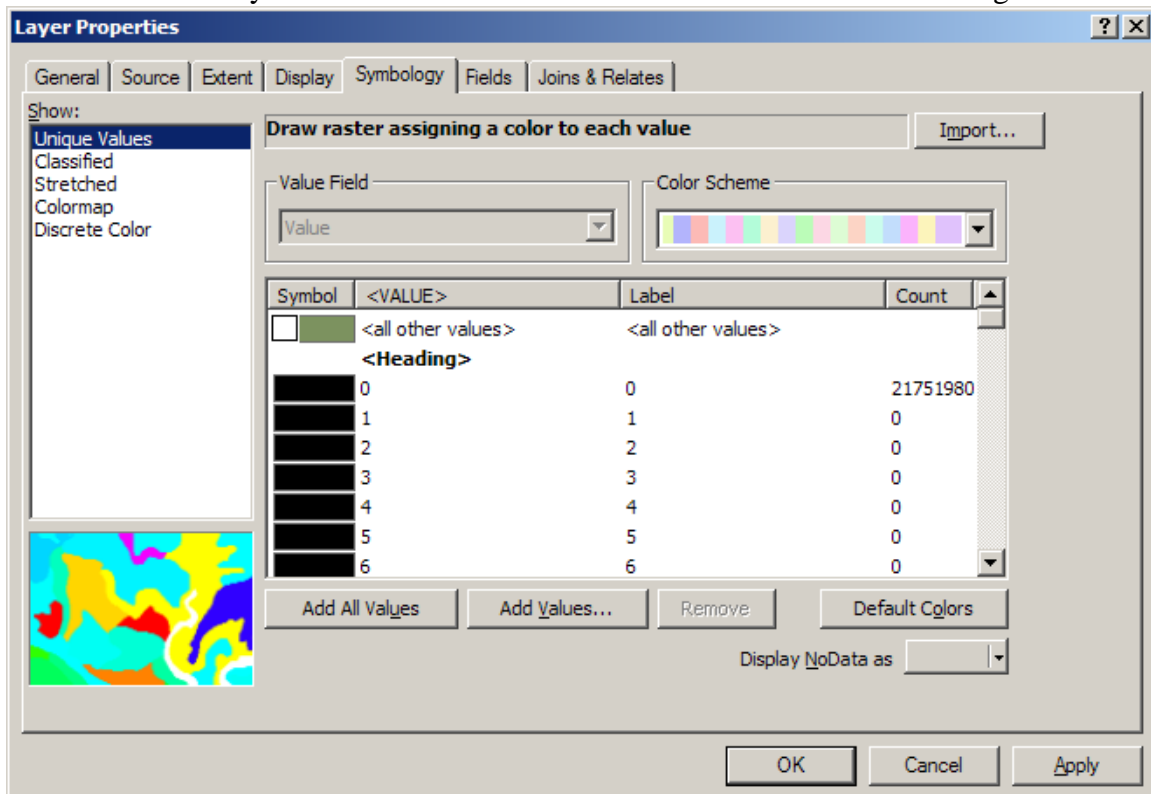 Layer Properties
General Source Extent Display Symbology Fields Joins & Relates
Show:
Unique Values
Classified
Stretched
Colormap
Discrete Color
Draw raster assigning a color to each value
Import...
Value Field
Value
Color Scheme
Symbol <VALUE> Label Count
<all other values> <all other values>
<Heading>
0 0 21751980
1 1 0
2 2 0
3 3 0
4 4 0
5 5 0
6 6 0
Add All Values Add Values... Remove Default Colors
Display NoData as
OK Cancel Apply